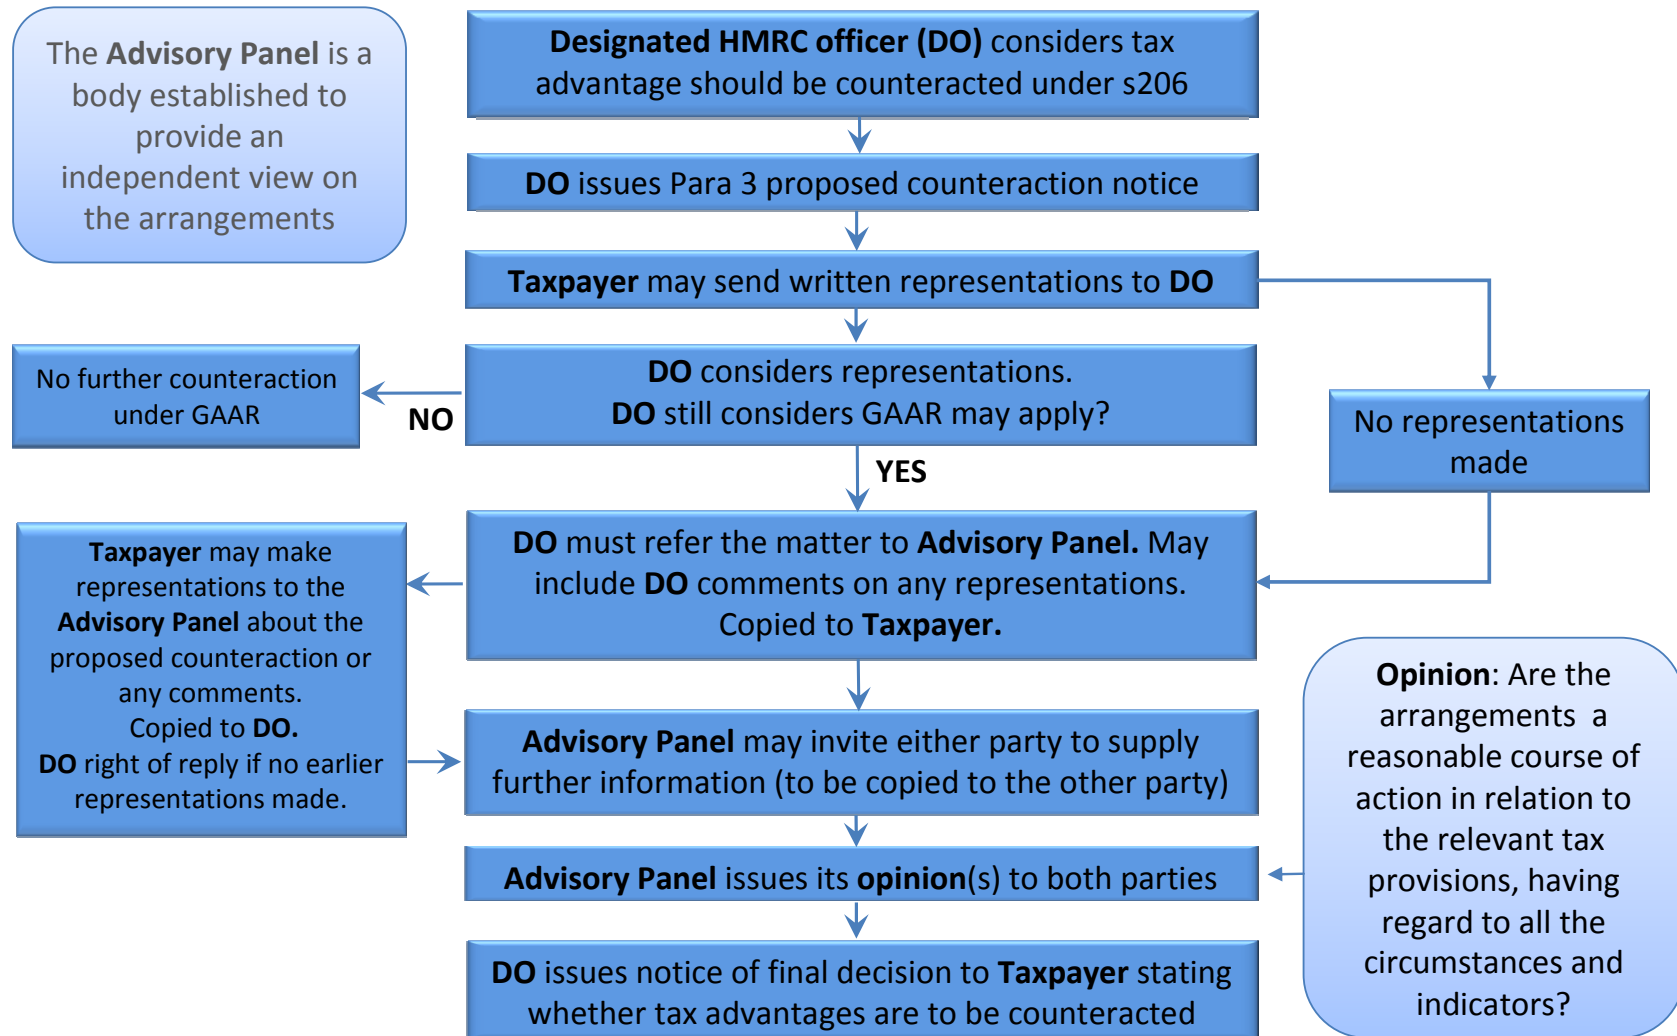 The Advisory Panel is a
body established to
provide an
independent view on
the arrangements
Designated HMRC officer (DO) considers tax
advantage should be counteracted under s206
DO issues Para 3 proposed counteraction notice
Taxpayer may send written representations to DO
DO considers representations.
DO still considers GAAR may apply?
NO
No further counteraction
under GAAR
No representations
made
YES
DO must refer the matter to Advisory Panel. May
include DO comments on any representations.
Copied to Taxpayer.
Taxpayer may make
representations to the
Advisory Panel about the
proposed counteraction or
any comments.
Copied to DO.
DO right of reply if no earlier
representations made.
Advisory Panel may invite either party to supply
further information (to be copied to the other party)
Advisory Panel issues its opinion(s) to both parties
Opinion: Are the
arrangements a
reasonable course of
action in relation to
the relevant tax
provisions, having
regard to all the
circumstances and
indicators?
DO issues notice of final decision to Taxpayer stating
whether tax advantages are to be counteracted